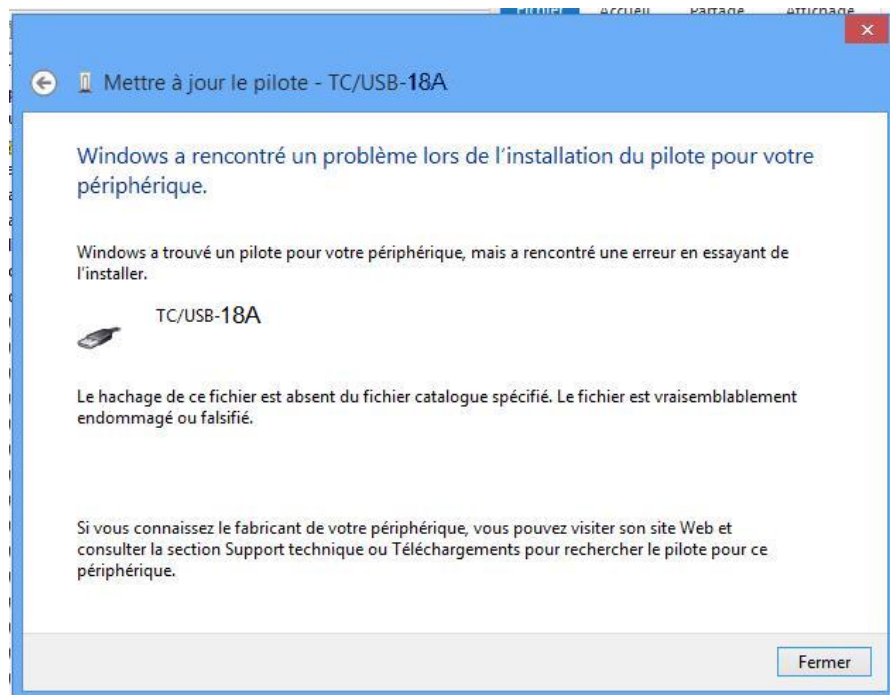 Fichier Accueil Partage Affichage
Mettre à jour le pilote - TC/USB-18A
Windows a rencontré un problème lors de l'installation du pilote pour votre
périphérique.
Windows a trouvé un pilote pour votre périphérique, mais a rencontré une erreur en essayant de
l'installer.
TC/USB-18A
Le hachage de ce fichier est absent du fichier catalogue spécifié. Le fichier est vraisemblablement
endommagé ou falsifié.
Si vous connaissez le fabricant de votre périphérique, vous pouvez visiter son site Web et
consulter la section Support technique ou Téléchargements pour rechercher le pilote pour ce
périphérique.
Fermer